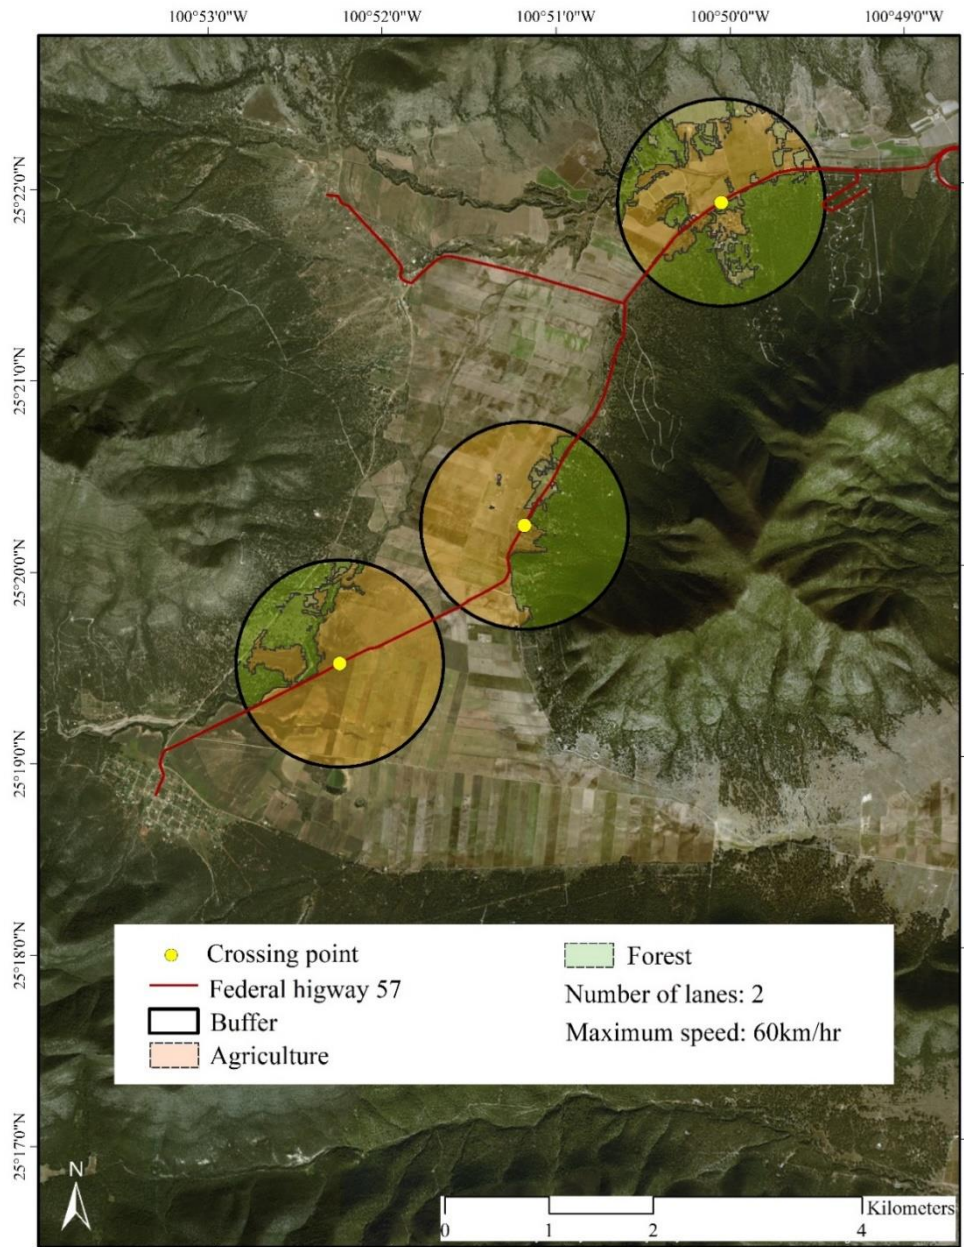 100°53'0"W 100°52'0"W 100°51'0"W 100°50'0"W 100°49'0"W
25°22'0"N
25°21'0"N
25°20'0"N
25°19'0"N
25°18'0"N
25°17'0"N
Crossing point
Federal higway 57
Buffer
Agriculture
Forest
Number of lanes: 2
Maximum speed: 60km/hr
N
Kilometers
0 1 2 4